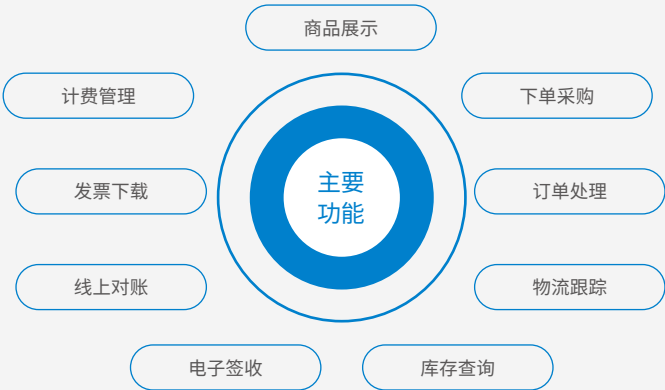 商品展示
计费管理
下单采购
主要
功能
发票下载
订单处理
线上对账
物流跟踪
电子签收
库存查询